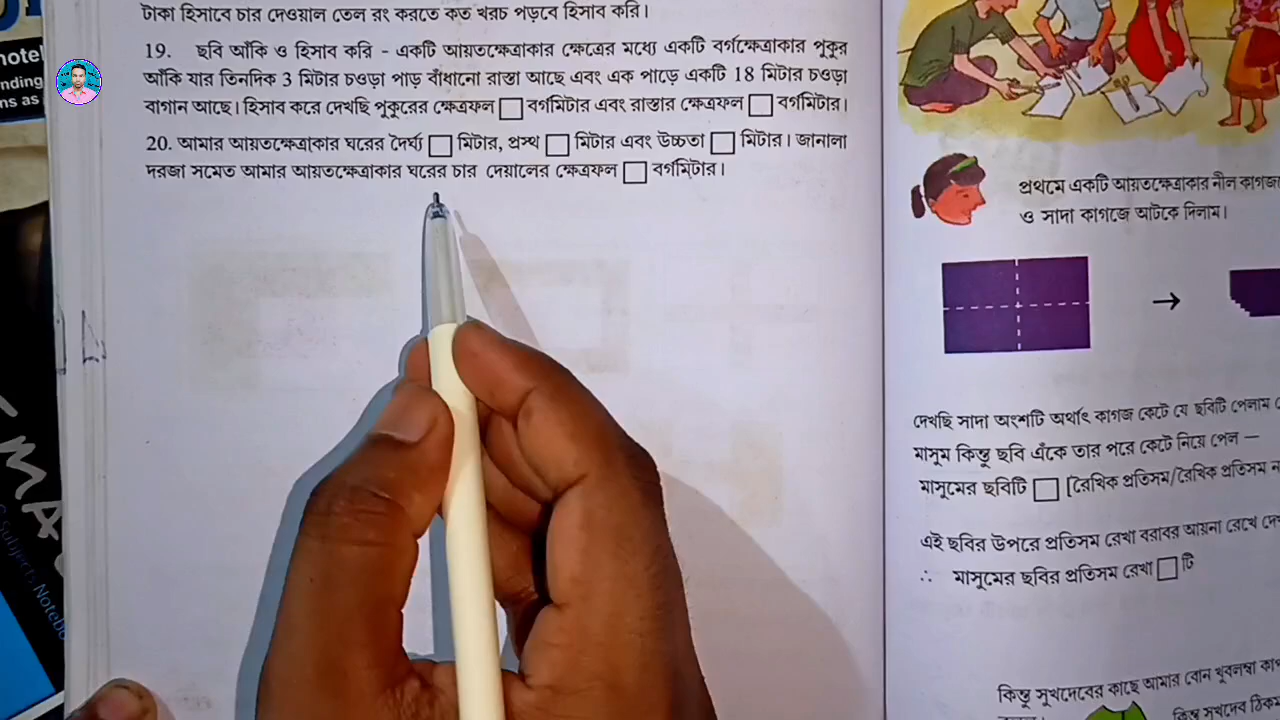 টাকা হিসাবে চার দেওয়াল তেল রং করতে কত খরচ পড়বে হিসাব করি।
19. ছবি আঁকি ও হিসাব করি - একটি আয়তক্ষেত্রাকার ক্ষেত্রের মধ্যে একটি বর্গক্ষেত্রাকার পুকুর
আঁকি যার তিনদিক 3 মিটার চওড়া পাড় বাঁধানো রাস্তা আছে এবং এক পাড়ে একটি 18 মিটার চওড়া
বাগান আছে। হিসাব করে দেখছি পুকুরের ক্ষেত্রফল □ বর্গমিটার এবং রাস্তার ক্ষেত্রফল □ বর্গমিটার।
20. আমার আয়তক্ষেত্রাকার ঘরের দৈর্ঘ্য □ মিটার, প্রস্থ □ মিটার এবং উচ্চতা □ মিটার। জানালা
দরজা সমেত আমার আয়তক্ষেত্রাকার ঘরের চার দেয়ালের ক্ষেত্রফল □ বর্গমিটার।
প্রথমে একটি আয়তক্ষেত্রাকার নীল কাগজ
ও সাদা কাগজে আটকে দিলাম।
দেখছি সাদা অংশটি অর্থাৎ কাগজ কেটে যে ছবিটি পেলাম
মাসুম কিন্তু ছবি এঁকে তার পরে কেটে নিয়ে পেল —
মাসুমের ছবিটি □ [রৈখিক প্রতিসম/রৈখিক প্রতিসম
এই ছবির উপরে প্রতিসম রেখা বরাবর আয়না রেখে
∴ মাসুমের ছবির প্রতিসম রেখা □ টি
কিন্তু সুখদেবের কাছে আমার বোন খুবলম্বা
কিন্তু সুখদেব